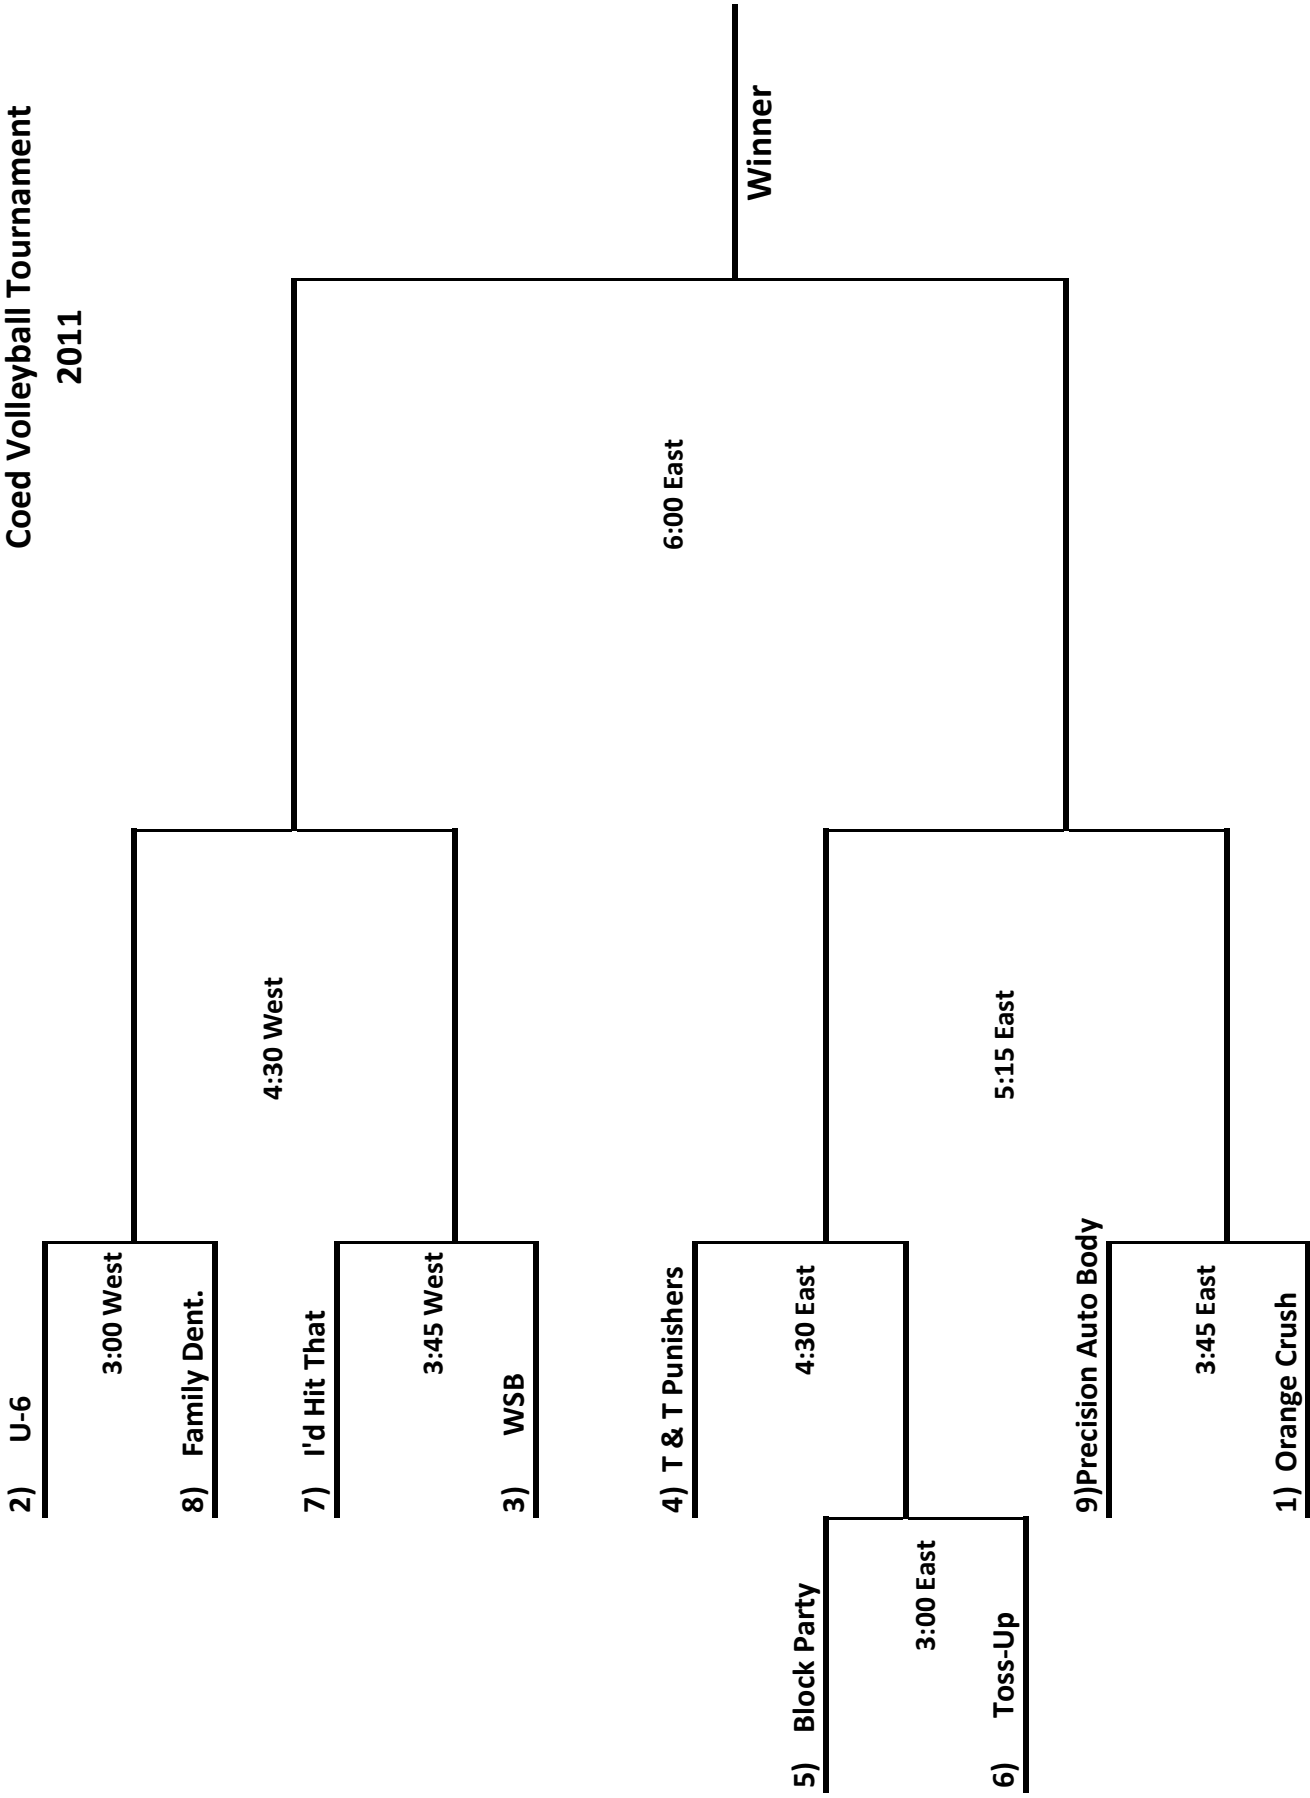 Coed Volleyball Tournament
2011
2) U-6
3:00 West
8) Family Dent.
4:30 West
7) I'd Hit That
3:45 West
3) WSB
6:00 East
Winner
4) T & T Punishers
4:30 East
5) Block Party
3:00 East
6) Toss-Up
5:15 East
9)Precision Auto Body
3:45 East
1) Orange Crush